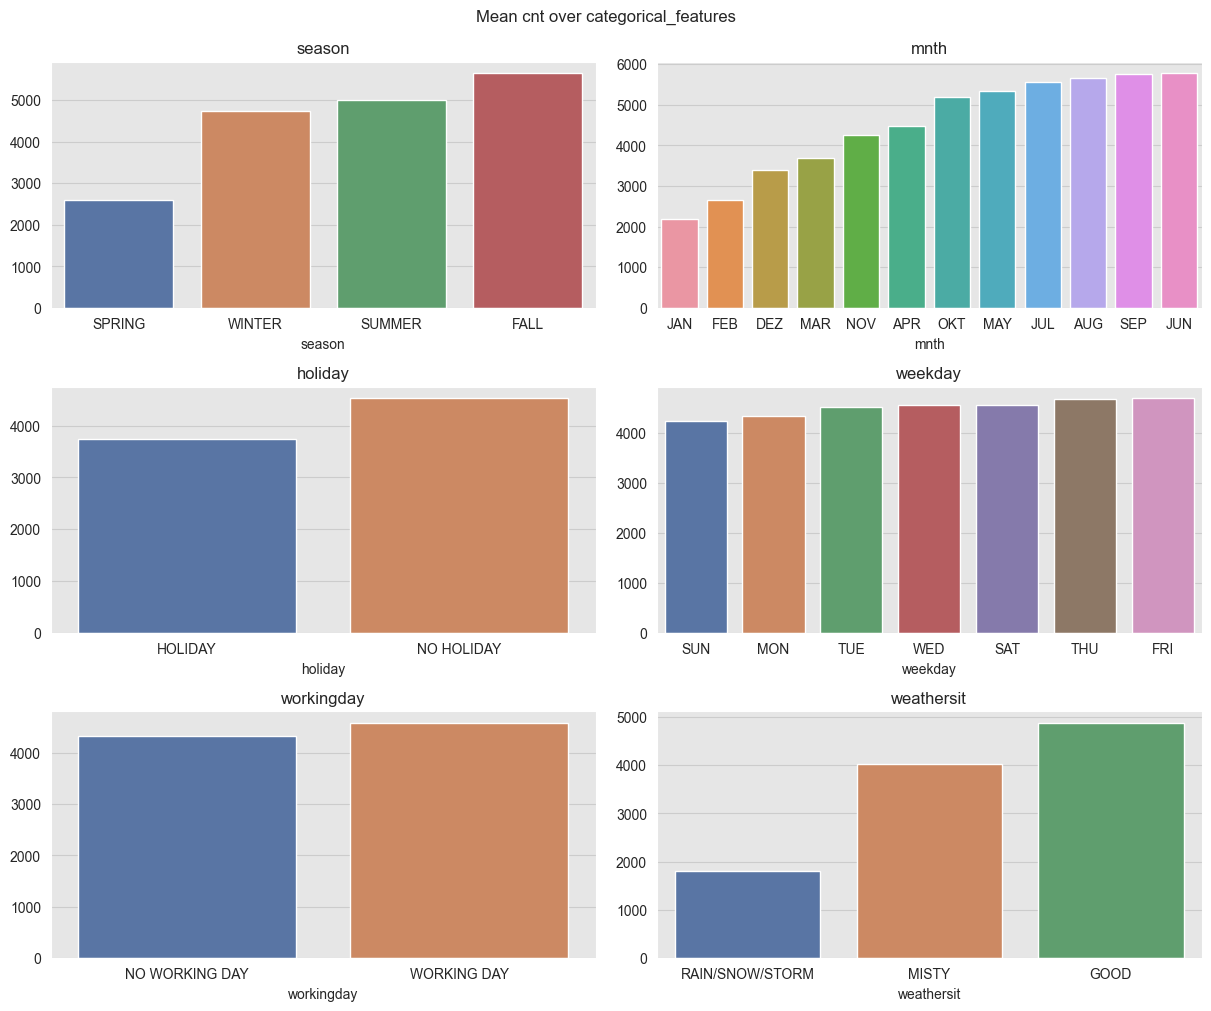 Mean cnt over categorical_features
season
5000
4000
3000
2000
1000
0
SPRING WINTER SUMMER FALL
season
mnth
6000
5000
4000
3000
2000
1000
0
JAN FEB DEZ MAR NOV APR OKT MAY JUL AUG SEP JUN
mnth
holiday
4000
3000
2000
1000
0
HOLIDAY NO HOLIDAY
holiday
weekday
4000
3000
2000
1000
0
SUN MON TUE WED SAT THU FRI
weekday
workingday
4000
3000
2000
1000
0
NO WORKING DAY WORKING DAY
workingday
weathersit
5000
4000
3000
2000
1000
0
RAIN/SNOW/STORM MISTY GOOD
weathersit